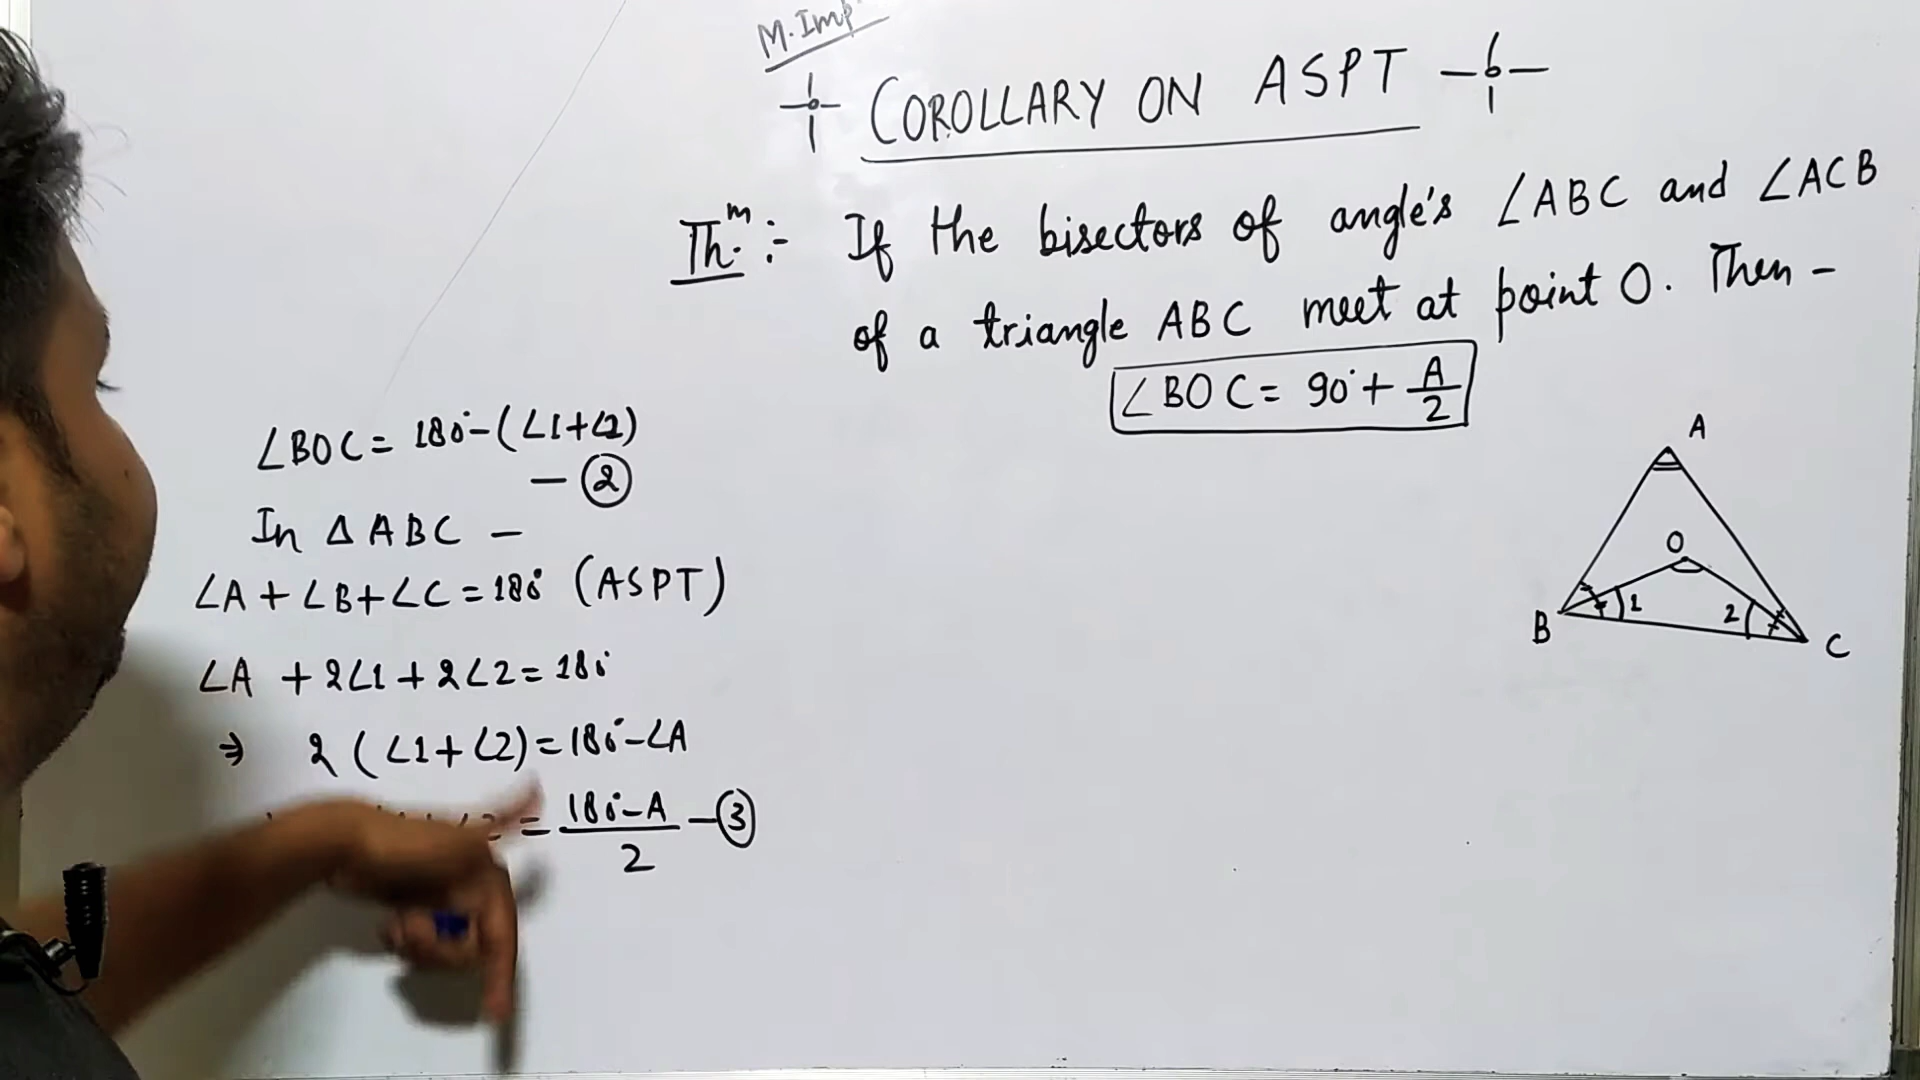 M. Imp.
COROLLARY ON ASPT
Th.ᵐ :- If the bisectors of angle's ∠ABC and ∠ACB
of a triangle ABC meet at point O. Then -
∠BOC = 90° + A/2
∠BOC = 180° - (∠1+∠2)
- ②
In Δ ABC -
∠A + ∠B + ∠C = 180° (ASPT)
∠A + 2∠1 + 2∠2 = 180°
⇒ 2 (∠1 + ∠2) = 180° - ∠A
= 180° - A / 2 - ③
A
O
B
1
2
C